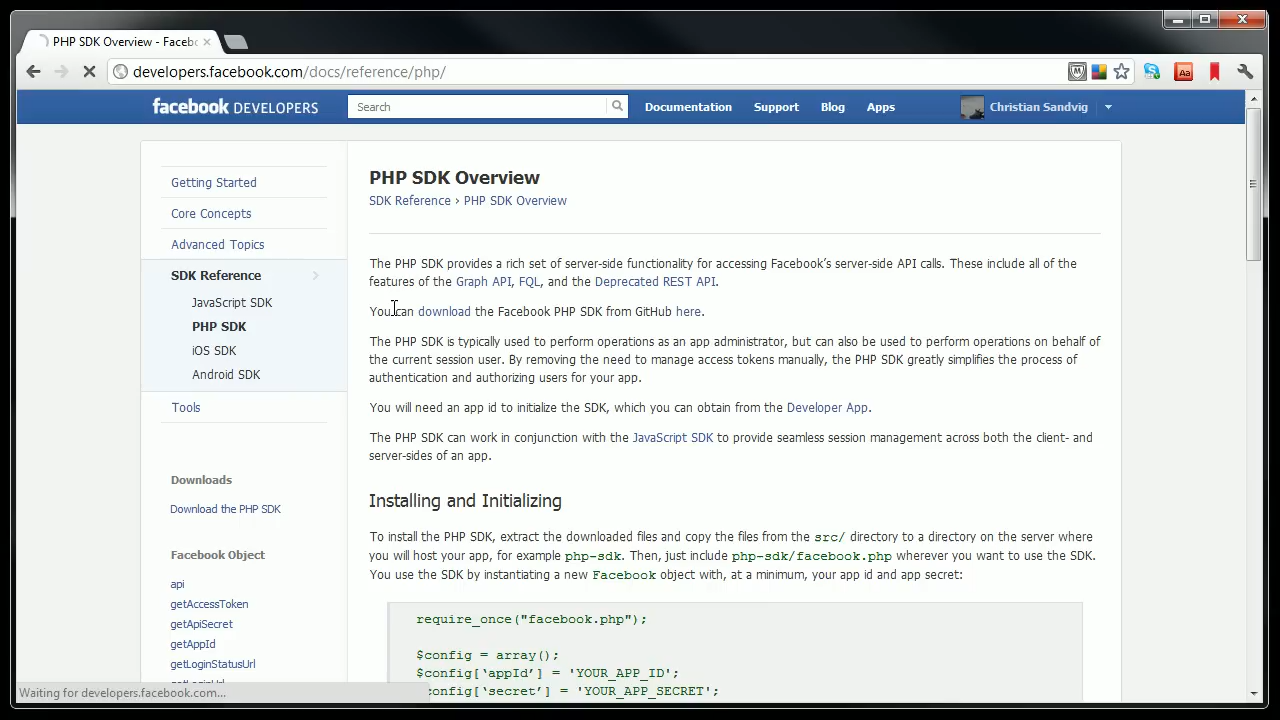 PHP SDK Overview - Faceb
developers.facebook.com/docs/reference/php/
facebook DEVELOPERS
Search
Documentation
Support
Blog
Apps
Christian Sandvig
Getting Started
Core Concepts
Advanced Topics
SDK Reference
JavaScript SDK
PHP SDK
iOS SDK
Android SDK
Tools
Downloads
Download the PHP SDK
Facebook Object
api
getAccessToken
getApiSecret
getAppId
getLoginStatusUrl
PHP SDK Overview
SDK Reference › PHP SDK Overview
The PHP SDK provides a rich set of server-side functionality for accessing Facebook's server-side API calls. These include all of the
features of the Graph API, FQL, and the Deprecated REST API.
You can download the Facebook PHP SDK from GitHub here.
The PHP SDK is typically used to perform operations as an app administrator, but can also be used to perform operations on behalf of
the current session user. By removing the need to manage access tokens manually, the PHP SDK greatly simplifies the process of
authentication and authorizing users for your app.
You will need an app id to initialize the SDK, which you can obtain from the Developer App.
The PHP SDK can work in conjunction with the JavaScript SDK to provide seamless session management across both the client- and
server-sides of an app.
Installing and Initializing
To install the PHP SDK, extract the downloaded files and copy the files from the src/ directory to a directory on the server where
you will host your app, for example php-sdk. Then, just include php-sdk/facebook.php wherever you want to use the SDK.
You use the SDK by instantiating a new Facebook object with, at a minimum, your app id and app secret:
require_once("facebook.php");
$config = array();
$config[‘appId’] = 'YOUR_APP_ID';
config[‘secret’] = 'YOUR_APP_SECRET';
Waiting for developers.facebook.com...